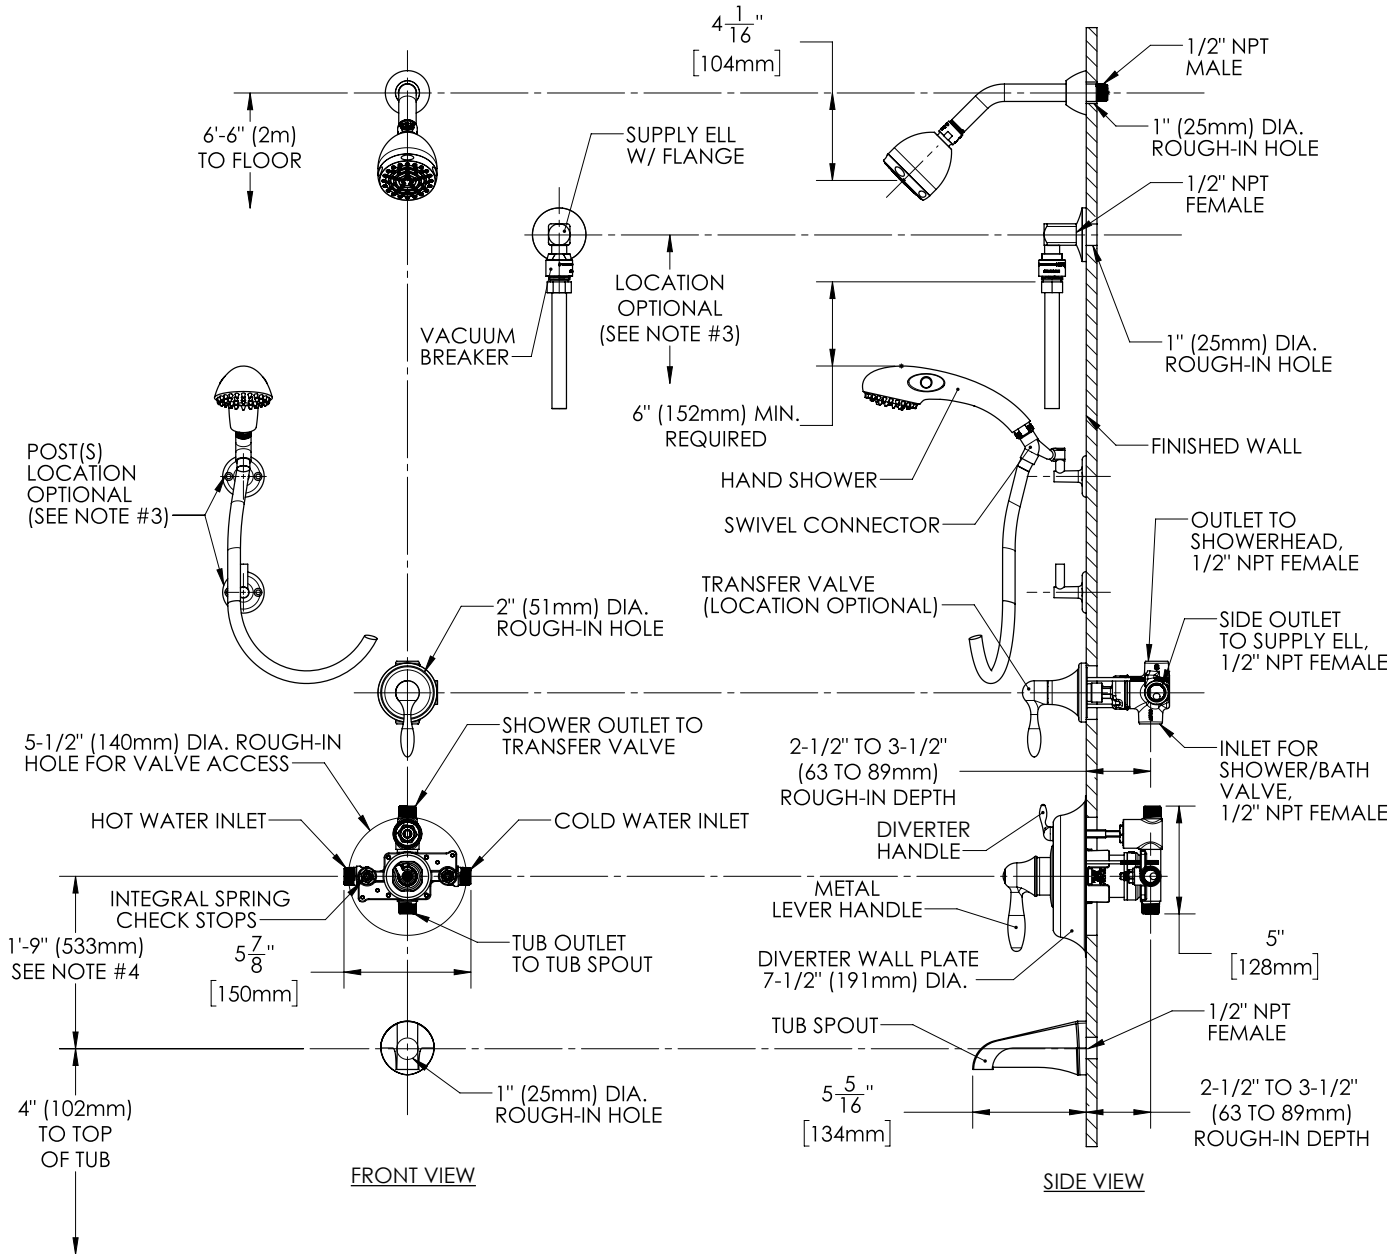 4 1/16"
[104mm]
1/2" NPT
MALE
6'-6" (2m)
TO FLOOR
SUPPLY ELL
W/ FLANGE
1" (25mm) DIA.
ROUGH-IN HOLE
1/2" NPT
FEMALE
LOCATION
OPTIONAL
(SEE NOTE #3)
VACUUM
BREAKER
1" (25mm) DIA.
ROUGH-IN HOLE
6" (152mm) MIN.
REQUIRED
POST(S)
LOCATION
OPTIONAL
(SEE NOTE #3)
FINISHED WALL
HAND SHOWER
SWIVEL CONNECTOR
OUTLET TO
SHOWERHEAD,
1/2" NPT FEMALE
TRANSFER VALVE
(LOCATION OPTIONAL)
2" (51mm) DIA.
ROUGH-IN HOLE
SIDE OUTLET
TO SUPPLY ELL,
1/2" NPT FEMALE
SHOWER OUTLET TO
TRANSFER VALVE
5-1/2" (140mm) DIA. ROUGH-IN
HOLE FOR VALVE ACCESS
2-1/2" TO 3-1/2"
(63 TO 89mm)
ROUGH-IN DEPTH
INLET FOR
SHOWER/BATH
VALVE,
1/2" NPT FEMALE
HOT WATER INLET
COLD WATER INLET
DIVERTER
HANDLE
INTEGRAL SPRING
CHECK STOPS
METAL
LEVER HANDLE
1'-9" (533mm)
SEE NOTE #4
5 7/8"
[150mm]
TUB OUTLET
TO TUB SPOUT
DIVERTER WALL PLATE
7-1/2" (191mm) DIA.
5"
[128mm]
TUB SPOUT
1/2" NPT
FEMALE
1" (25mm) DIA.
ROUGH-IN HOLE
4" (102mm)
TO TOP
OF TUB
5 5/16"
[134mm]
2-1/2" TO 3-1/2"
(63 TO 89mm)
ROUGH-IN DEPTH
FRONT VIEW
SIDE VIEW